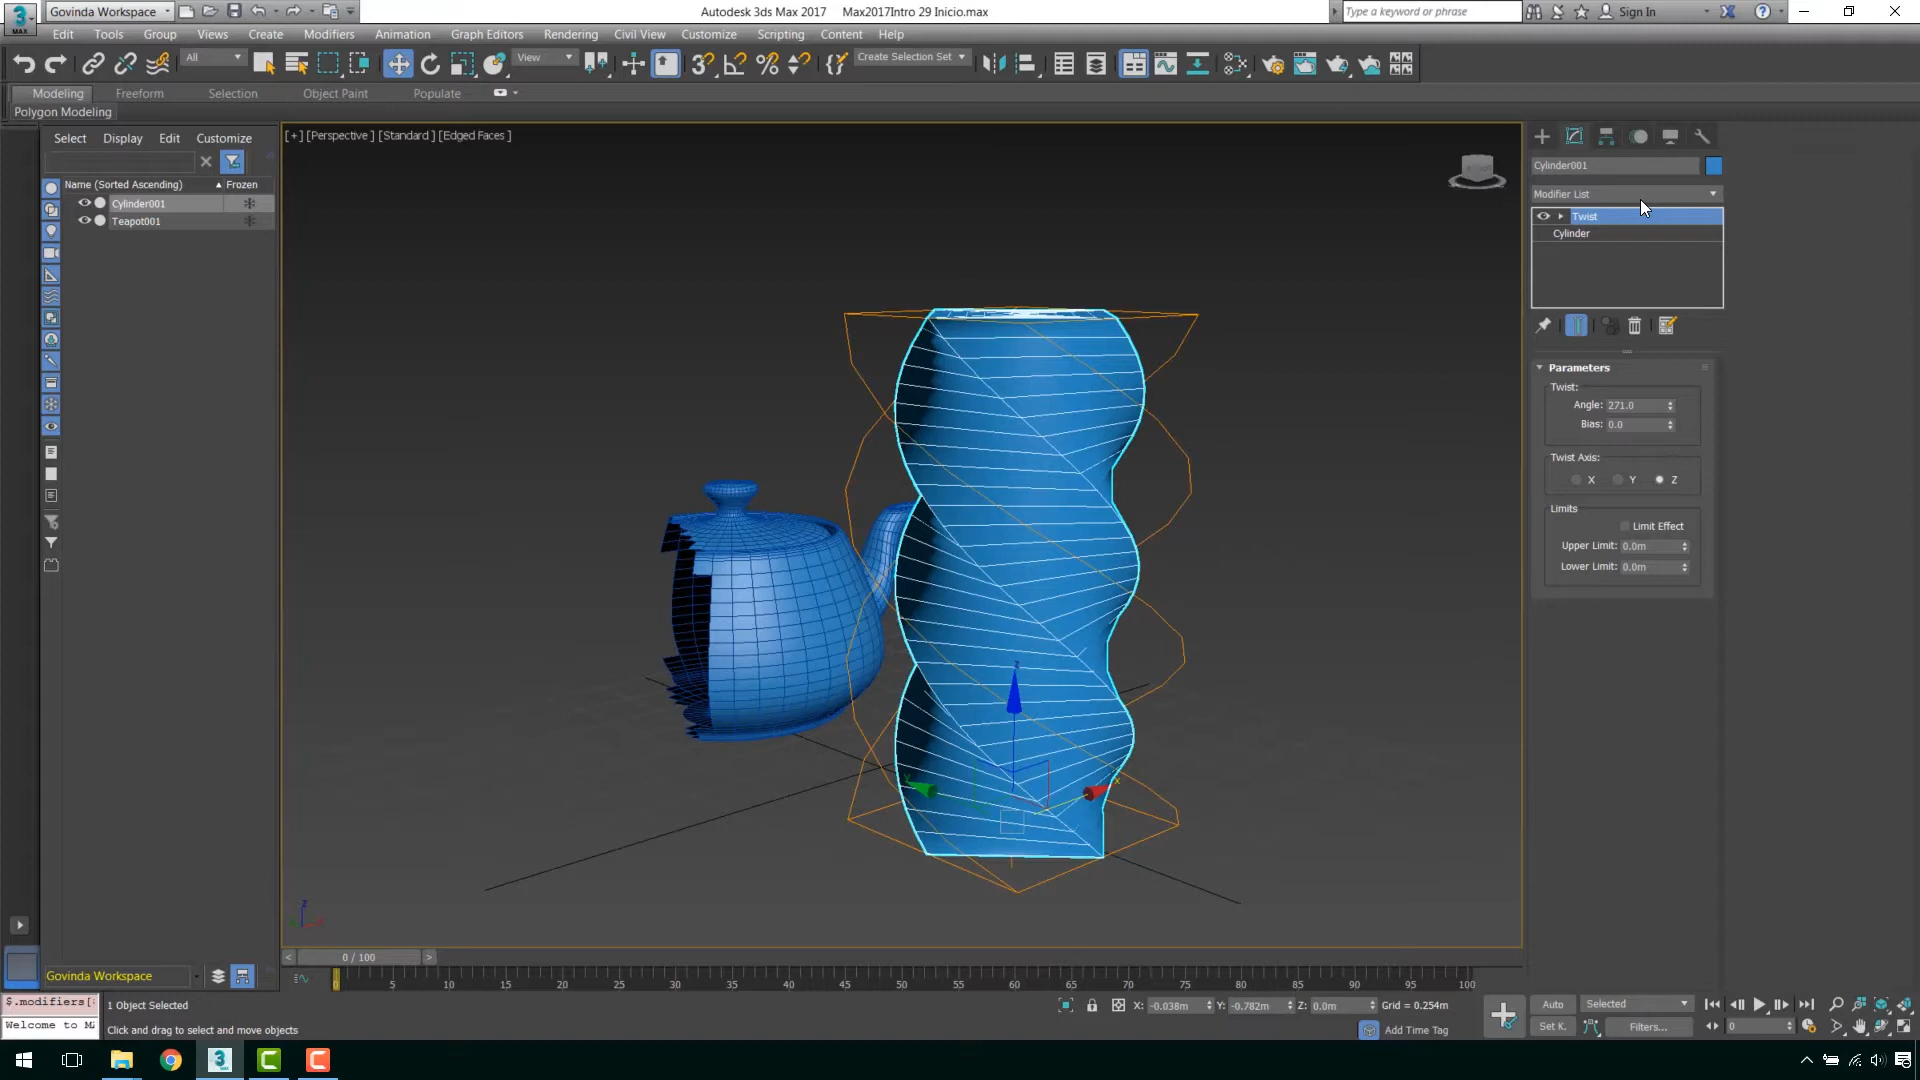 Govinda Workspace
Autodesk 3ds Max 2017 Max2017Intro 29 Inicio.max
Type a keyword or phrase
Sign In
MAX
Edit Tools Group Views Create Modifiers Animation Graph Editors Rendering Civil View Customize Scripting Content Help
All
View
Create Selection Set
Modeling Freeform Selection Object Paint Populate
Polygon Modeling
Select Display Edit Customize
Name (Sorted Ascending) Frozen
Cylinder001
Teapot001
[+] [Perspective] [Standard] [Edged Faces]
Cylinder001
Modifier List
Twist
Cylinder
Parameters
Twist:
Angle: 271.0
Bias: 0.0
Twist Axis:
X Y Z
Limits
Limit Effect
Upper Limit: 0.0m
Lower Limit: 0.0m
0 / 100
Govinda Workspace
0 5 10 15 20 25 30 35 40 45 50 55 60 65 70 75 80 85 90 95 100
$.modifiers[
Welcome to M
1 Object Selected
Click and drag to select and move objects
X: -0.038m Y: -0.782m Z: 0.0m Grid = 0.254m
Add Time Tag
Auto Selected
Set K. Filters...
0